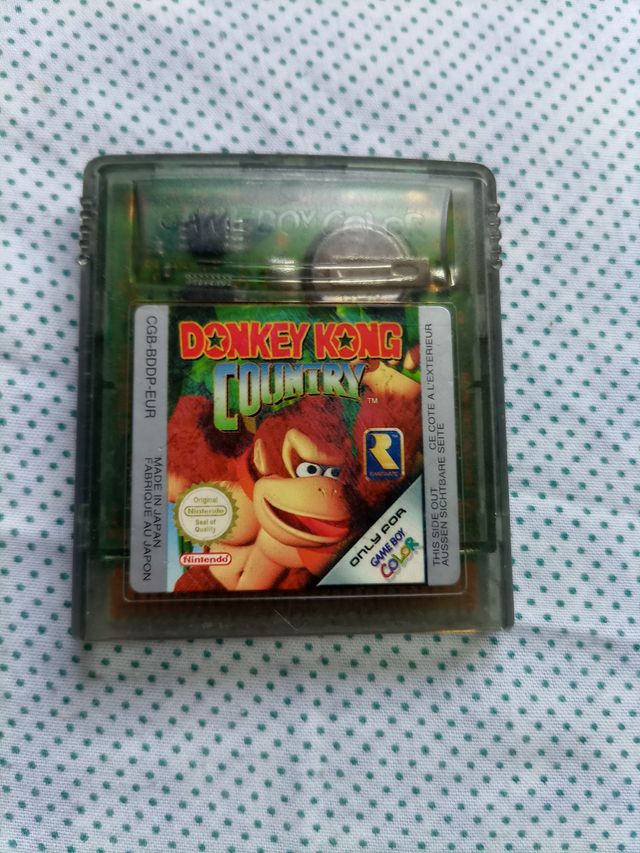 GAME BOY COLOR
DONKEY KONG
COUNTRY
TM
CGB-BDDP-EUR
MADE IN JAPAN
FABRIQUE AU JAPON
R
RAREWARE
Original
Nintendo
Seal of
Quality
Nintendo
ONLY FOR
GAME BOY
COLOR
THIS SIDE OUT
CE COTE A L'EXTERIEUR
AUSSEN SICHTBARE SEITE